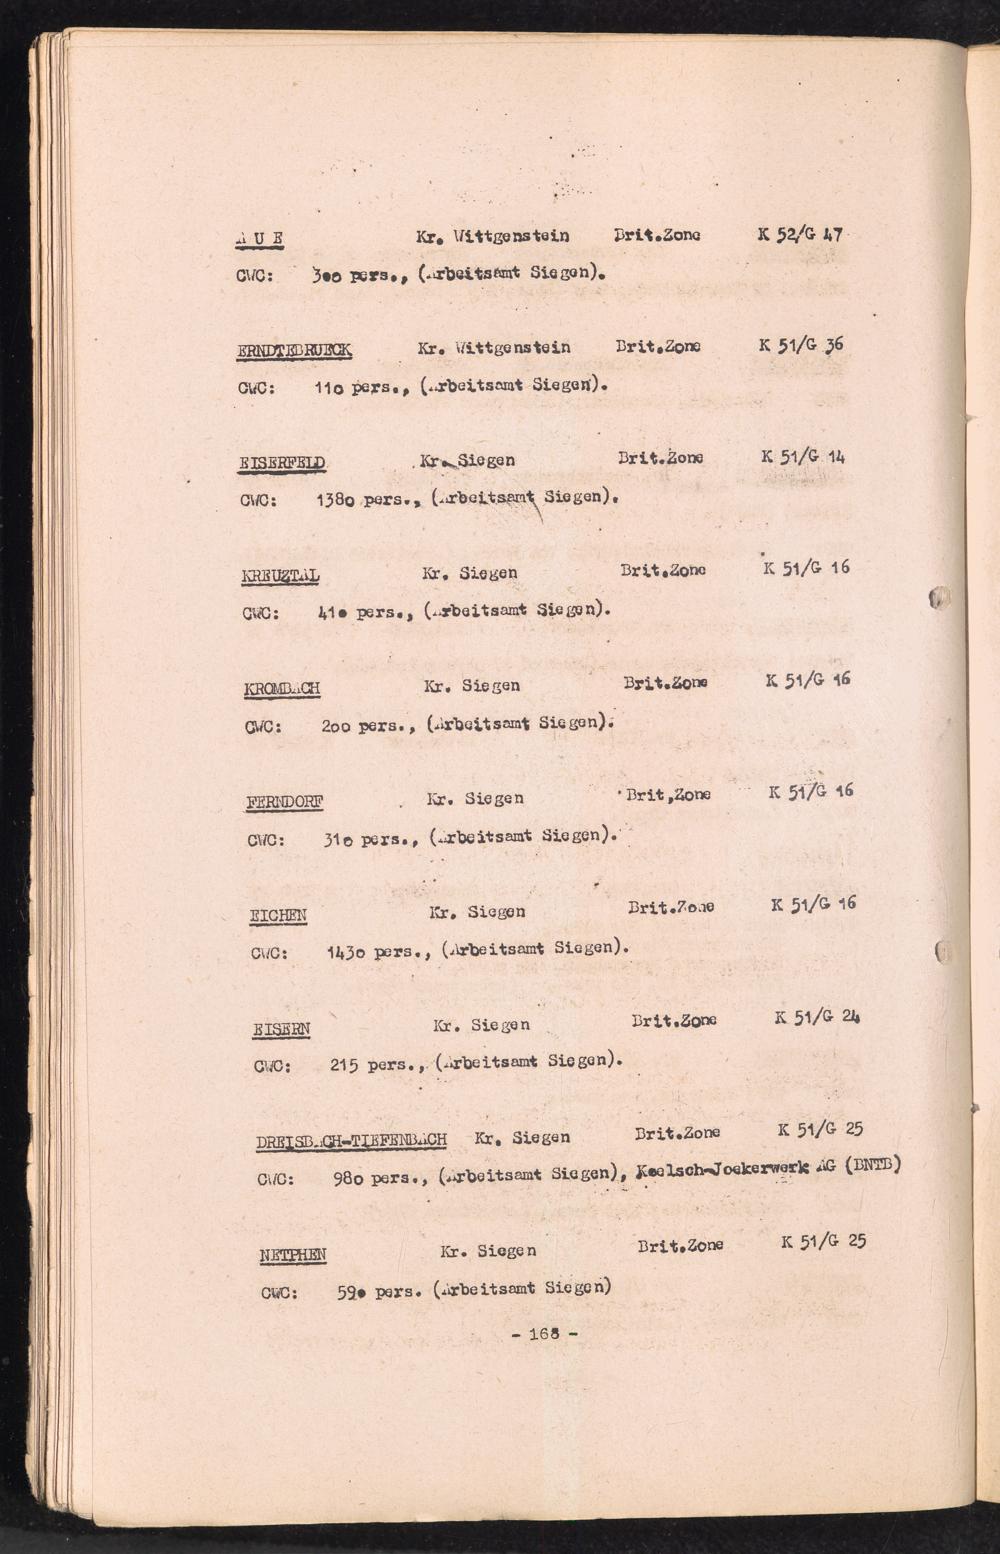 A U E Kr. Wittgenstein Brit.Zone K 52/G 47
CWC: 300 pers., (Arbeitsamt Siegen).
ERNDTEBRUECK Kr. Wittgenstein Brit.Zone K 51/G 36
CWC: 110 pers., (Arbeitsamt Siegen).
EISERFELD Kr. Siegen Brit.Zone K 51/G 14
CWC: 1380 pers., (Arbeitsamt Siegen).
KREUZTAL Kr. Siegen Brit.Zone K 51/G 16
CWC: 410 pers., (Arbeitsamt Siegen).
KROMBACH Kr. Siegen Brit.Zone K 51/G 16
CWC: 200 pers., (Arbeitsamt Siegen).
FERNDORF Kr. Siegen Brit,Zone K 51/G 16
CWC: 310 pers., (Arbeitsamt Siegen).
EICHEN Kr. Siegen Brit.Zone K 51/G 16
CWC: 1430 pers., (Arbeitsamt Siegen).
EISERN Kr. Siegen Brit.Zone K 51/G 24
CWC: 215 pers., (Arbeitsamt Siegen).
DREISBACH-TIEFENBACH Kr. Siegen Brit.Zone K 51/G 25
CWC: 980 pers., (Arbeitsamt Siegen), Koelsch-Joekerwerk AG (BNTB)
NETPHEN Kr. Siegen Brit.Zone K 51/G 25
CWC: 590 pers. (Arbeitsamt Siegen)
- 168 -